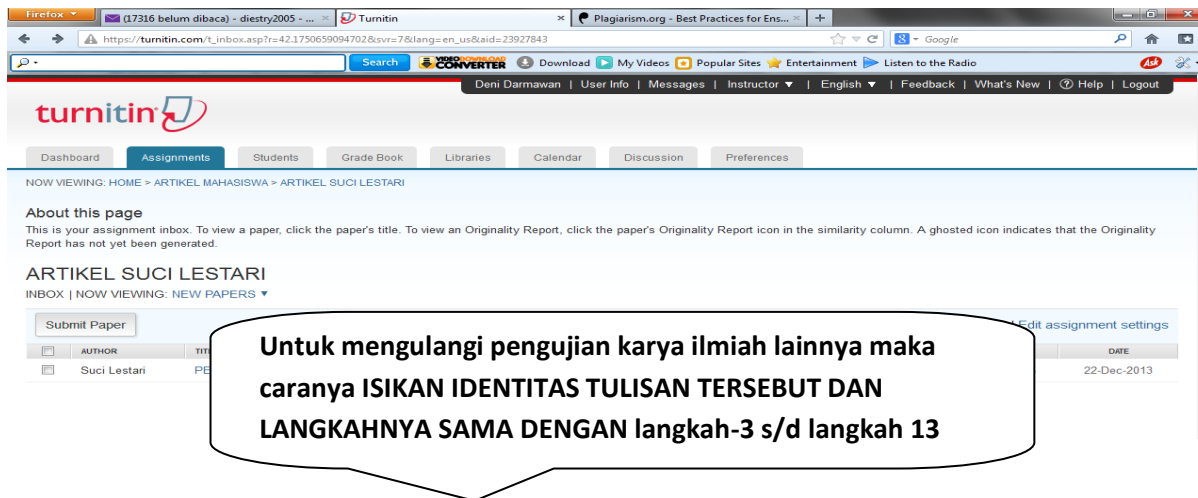 Firefox
(17316 belum dibaca) - diestry2005 - ...
Turnitin
Plagiarism.org - Best Practices for Ens...
https://turnitin.com/t_inbox.asp?r=42.1750659094702&svr=7&lang=en_us&aid=23927843
Google
Search
VIDEO DOWNLOAD CONVERTER
Download
My Videos
Popular Sites
Entertainment
Listen to the Radio
Ask
Deni Darmawan | User Info | Messages | Instructor ▼ | English ▼ | Feedback | What's New | ? Help | Logout
turnitin
Dashboard Assignments Students Grade Book Libraries Calendar Discussion Preferences
NOW VIEWING: HOME > ARTIKEL MAHASISWA > ARTIKEL SUCI LESTARI
About this page
This is your assignment inbox. To view a paper, click the paper's title. To view an Originality Report, click the paper's Originality Report icon in the similarity column. A ghosted icon indicates that the Originality
Report has not yet been generated.
ARTIKEL SUCI LESTARI
INBOX | NOW VIEWING: NEW PAPERS ▼
Submit Paper
Edit assignment settings
AUTHOR
DATE
Suci Lestari
22-Dec-2013
Untuk mengulangi pengujian karya ilmiah lainnya maka
caranya ISIKAN IDENTITAS TULISAN TERSEBUT DAN
LANGKAHNYA SAMA DENGAN langkah-3 s/d langkah 13